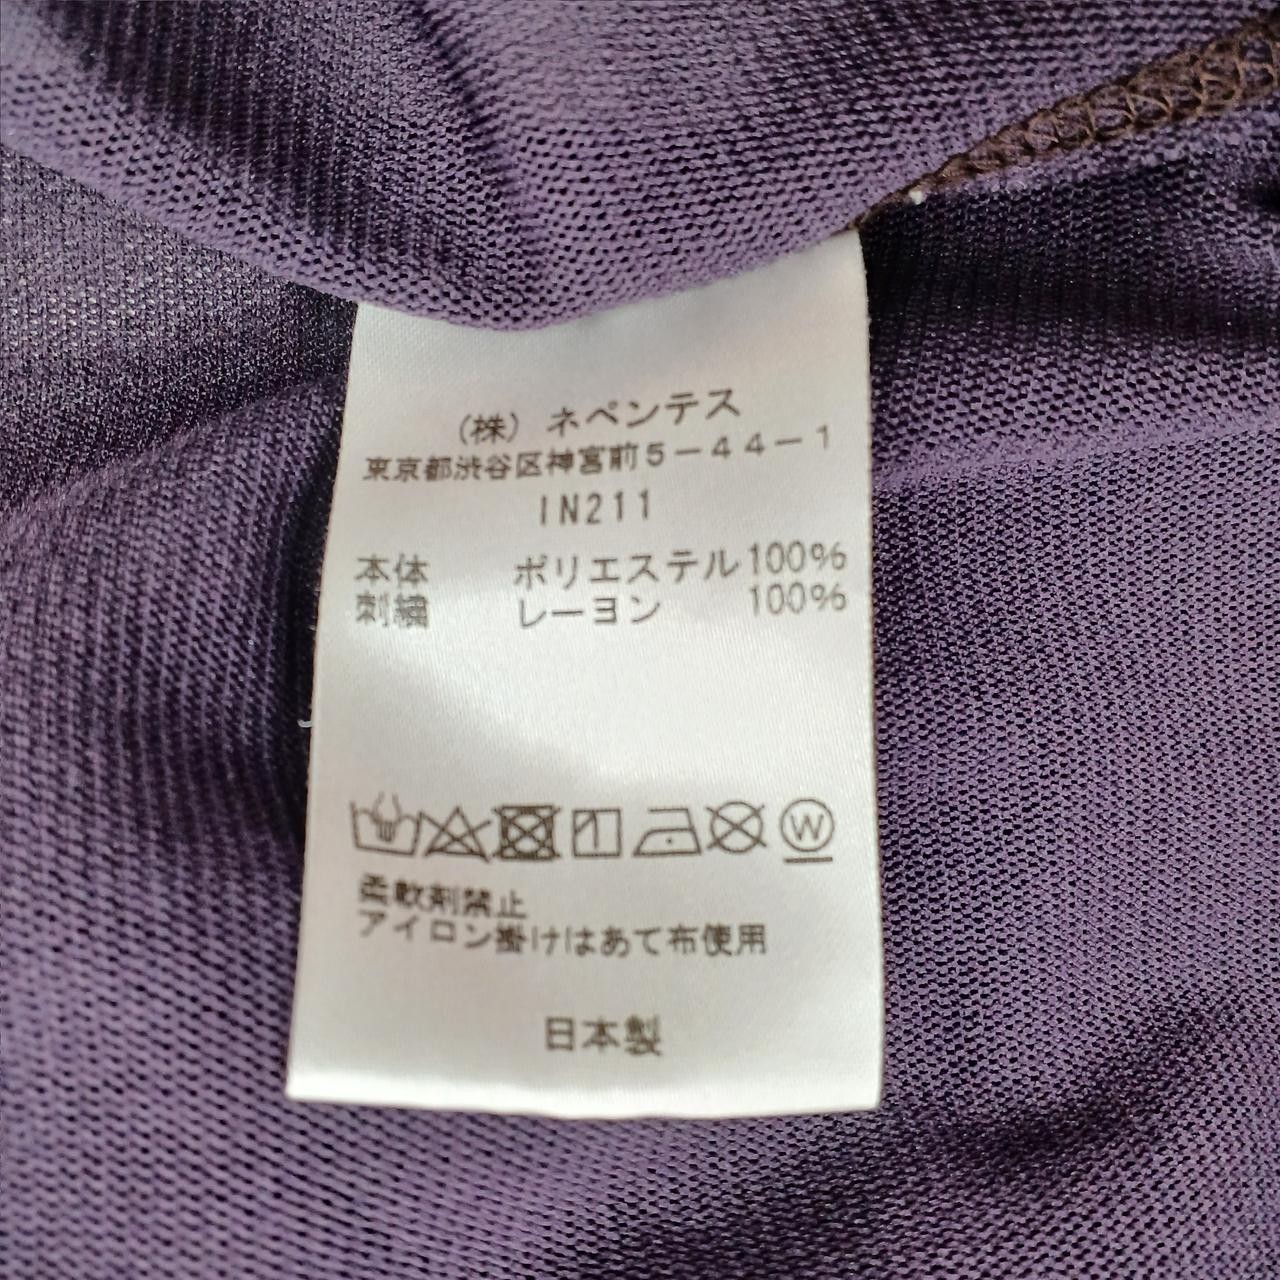 （株）ネペンテス
東京都渋谷区神宮前５－４４－１
IN211
本体 ポリエステル100%
刺繍 レーヨン 100%
W
柔軟剤禁止
アイロン掛けはあて布使用
日本製